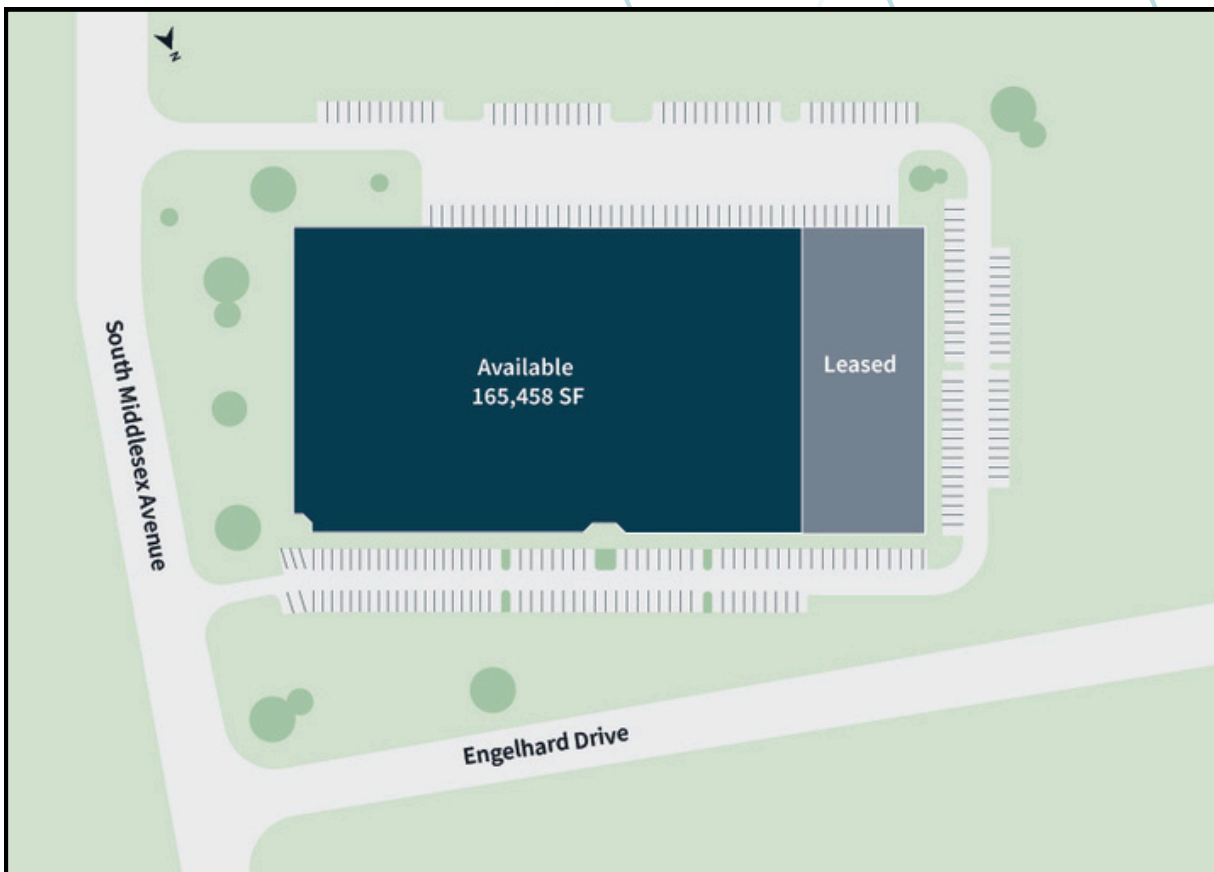 N
Available
165,458 SF
Leased
South Middlesex Avenue
Engelhard Drive